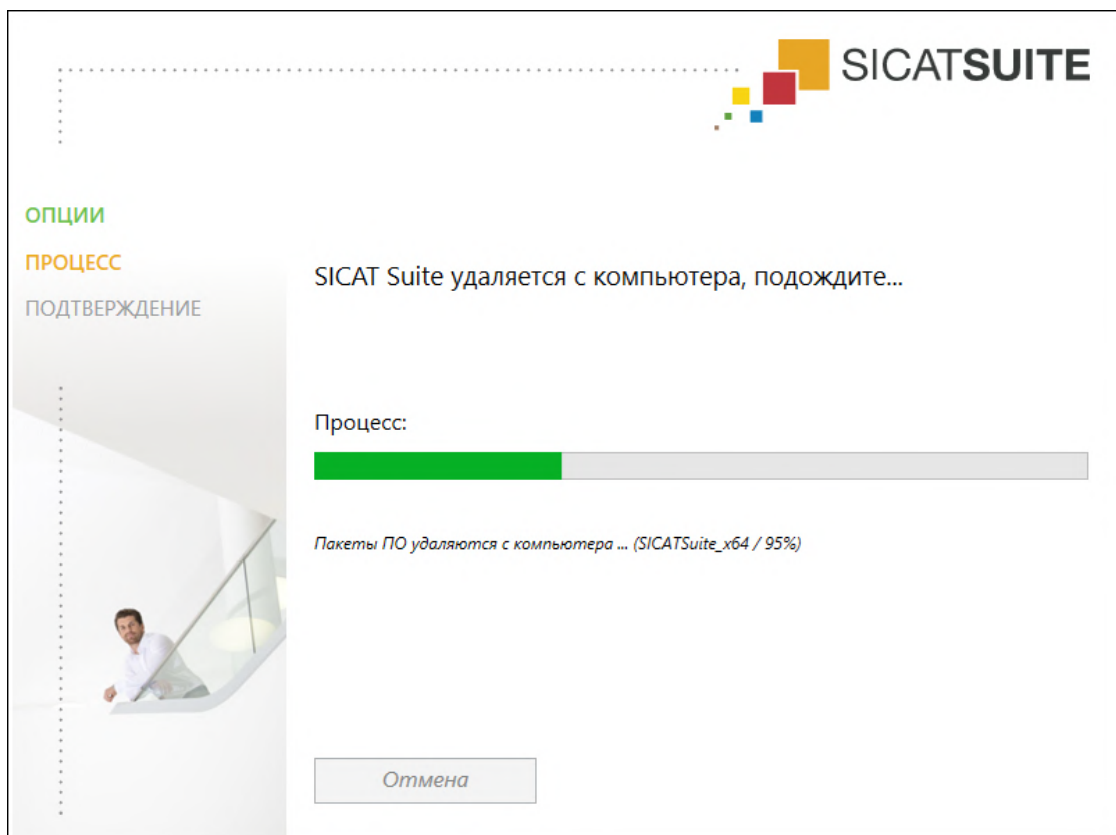 SICATSUITE
ОПЦИИ
ПРОЦЕСС
ПОДТВЕРЖДЕНИЕ
SICAT Suite удаляется с компьютера, подождите...
Процесс:
Пакеты ПО удаляются с компьютера ... (SICATSuite_x64 / 95%)
Отмена